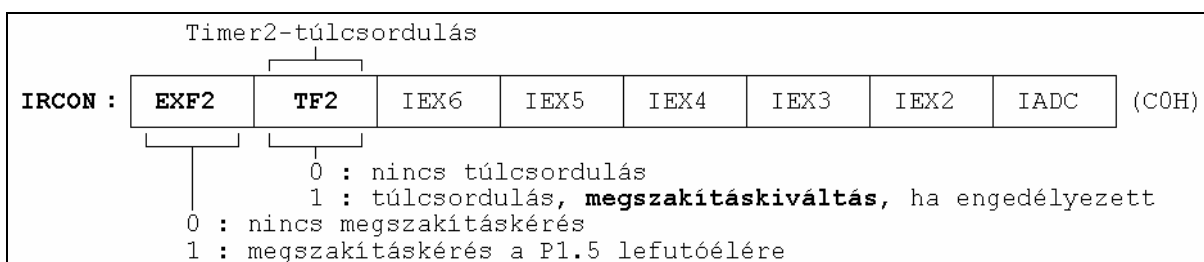 Timer2-túlcsordulás
IRCON : EXF2 TF2 IEX6 IEX5 IEX4 IEX3 IEX2 IADC (C0H)
0 : nincs túlcsordulás
1 : túlcsordulás, megszakításkiváltás, ha engedélyezett
0 : nincs megszakításkérés
1 : megszakításkérés a P1.5 lefutóélére